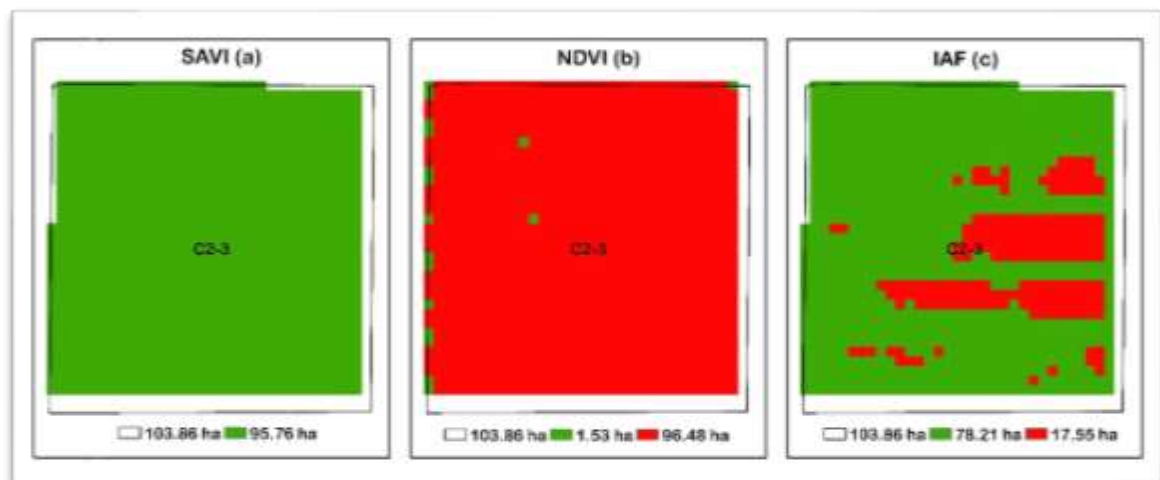 SAVI (a)
C2-3
103.86 ha 95.76 ha
NDVI (b)
C2-3
103.86 ha 1.53 ha 96.48 ha
IAF (c)
C2-3
103.86 ha 78.21 ha 17.55 ha